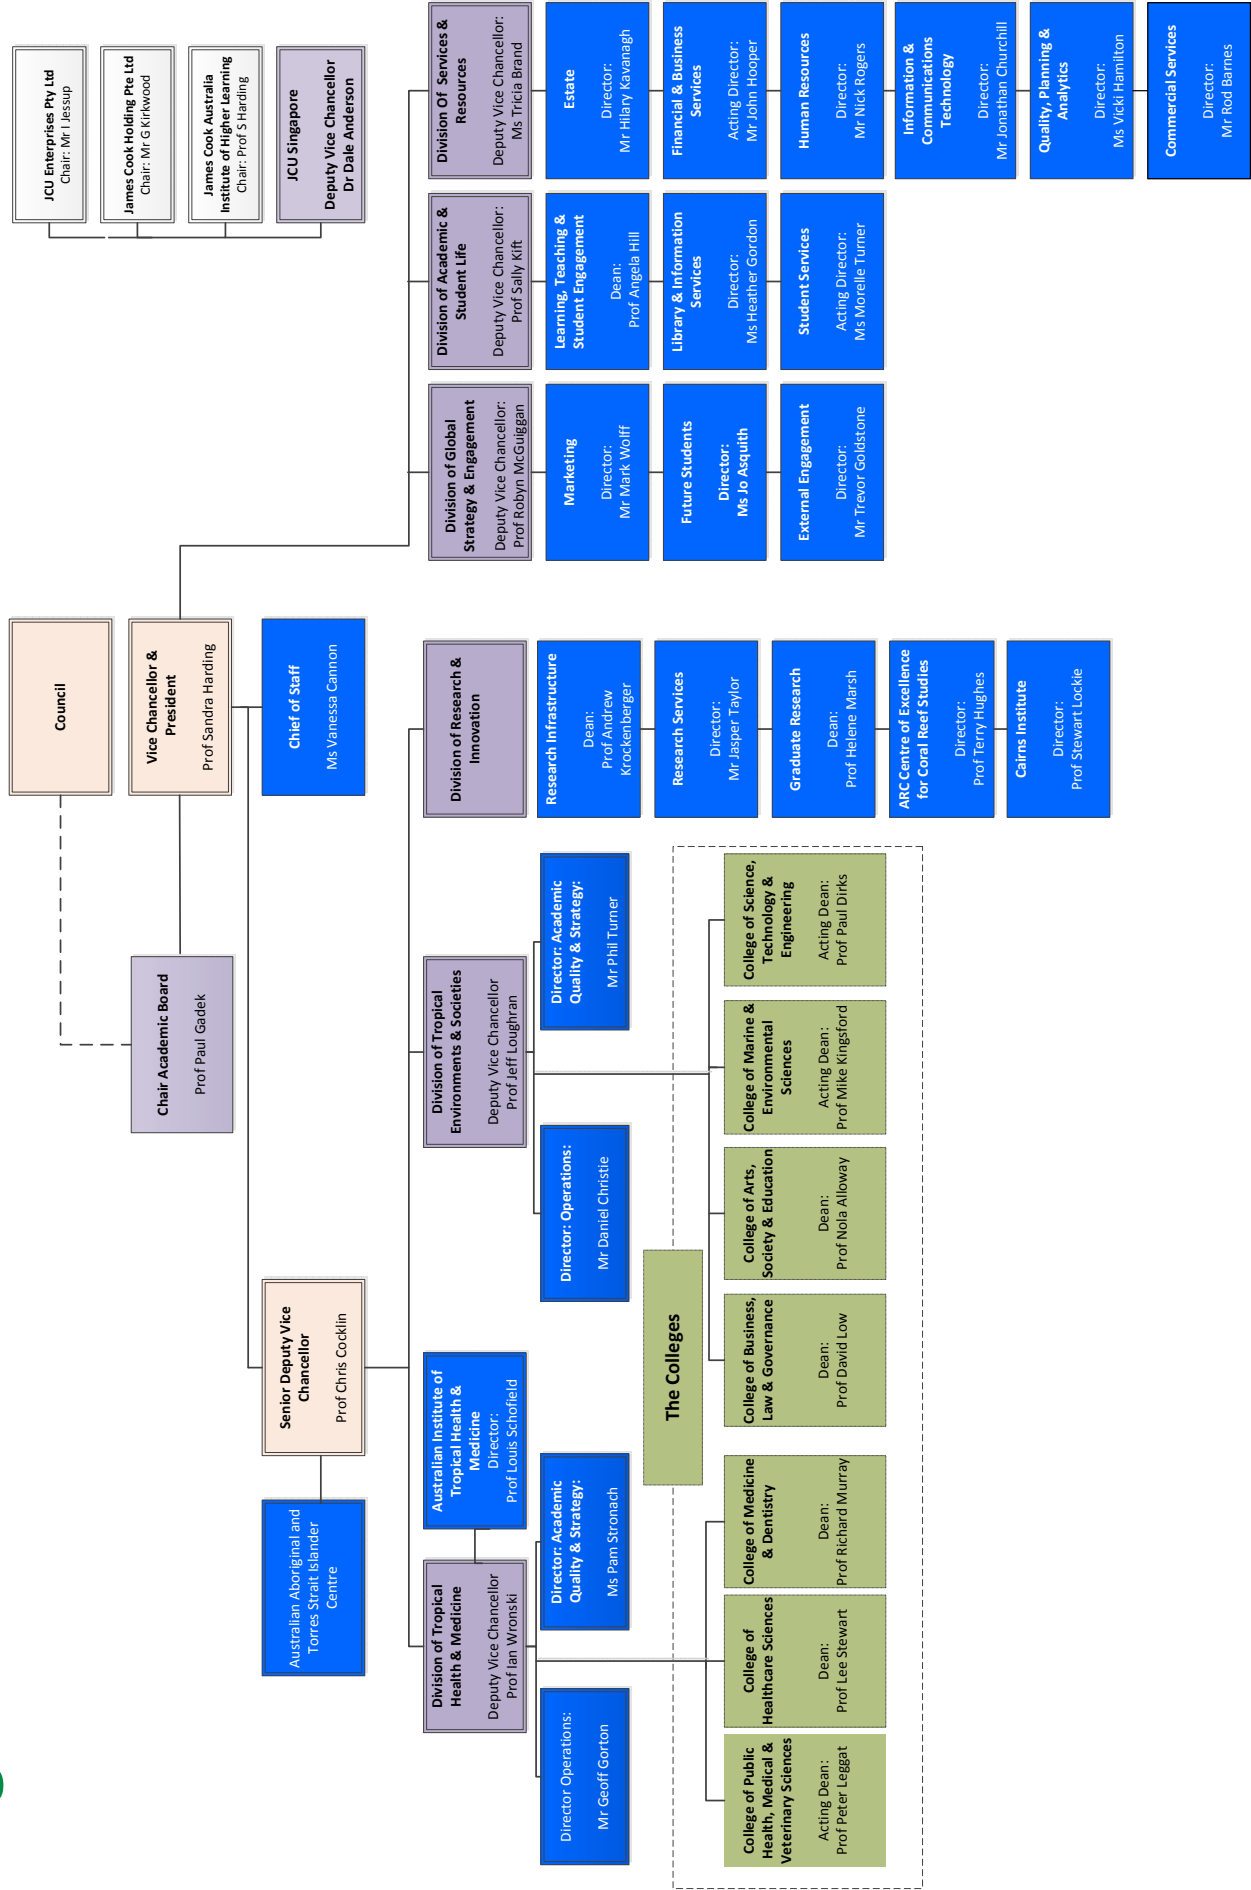 Council
Vice Chancellor &
President
Prof Sandra Harding
Chair Academic Board
Prof Paul Gadek
Chief of Staff
Ms Vanessa Cannon
Senior Deputy Vice
Chancellor
Prof Chris Cocklin
Australian Aboriginal and
Torres Strait Islander
Centre
JCU Enterprises Pty Ltd
Chair: Mr I Jessup
James Cook Holding Pte Ltd
Chair: Mr G Kirkwood
James Cook Australia
Institute of Higher Learning
Chair: Prof S Harding
JCU Singapore
Deputy Vice Chancellor
Dr Dale Anderson
Division of Tropical
Health & Medicine
Deputy Vice Chancellor
Prof Ian Wronski
Australian Institute of
Tropical Health &
Medicine
Director:
Prof Louis Schofield
Director Operations:
Mr Geoff Gorton
Director: Academic
Quality & Strategy:
Ms Pam Stronach
Division of Tropical
Environments & Societies
Deputy Vice Chancellor
Prof Jeff Loughran
Director: Operations:
Mr Daniel Christie
Director: Academic
Quality & Strategy:
Mr Phil Turner
The Colleges
College of Public
Health, Medical &
Veterinary Sciences
Acting Dean:
Prof Peter Leggat
College of
Healthcare Sciences
Dean:
Prof Lee Stewart
College of Medicine
& Dentistry
Dean:
Prof Richard Murray
College of Business,
Law & Governance
Dean:
Prof David Low
College of Arts,
Society & Education
Dean:
Prof Nola Alloway
College of Marine &
Environmental
Sciences
Acting Dean:
Prof Mike Kingsford
College of Science,
Technology &
Engineering
Acting Dean:
Prof Paul Dirks
Division of Research &
Innovation
Research Infrastructure
Dean:
Prof Andrew
Krockenberger
Research Services
Director:
Mr Jasper Taylor
Graduate Research
Dean:
Prof Helene Marsh
ARC Centre of Excellence
for Coral Reef Studies
Director:
Prof Terry Hughes
Cairns Institute
Director:
Prof Stewart Lockie
Division of Global
Strategy & Engagement
Deputy Vice Chancellor:
Prof Robyn McGuiggan
Marketing
Director:
Mr Mark Wolff
Future Students
Director:
Ms Jo Asquith
External Engagement
Director:
Mr Trevor Goldstone
Division of Academic &
Student Life
Deputy Vice Chancellor:
Prof Sally Kift
Learning, Teaching &
Student Engagement
Dean:
Prof Angela Hill
Library & Information
Services
Director:
Ms Heather Gordon
Student Services
Acting Director:
Ms Morelle Turner
Division Of Services &
Resources
Deputy Vice Chancellor:
Ms Tricia Brand
Estate
Director:
Mr Hilary Kavanagh
Financial & Business
Services
Acting Director:
Mr John Hooper
Human Resources
Director:
Mr Nick Rogers
Information &
Communications
Technology
Director:
Mr Jonathan Churchill
Quality, Planning &
Analytics
Director:
Ms Vicki Hamilton
Commercial Services
Director:
Mr Rod Barnes